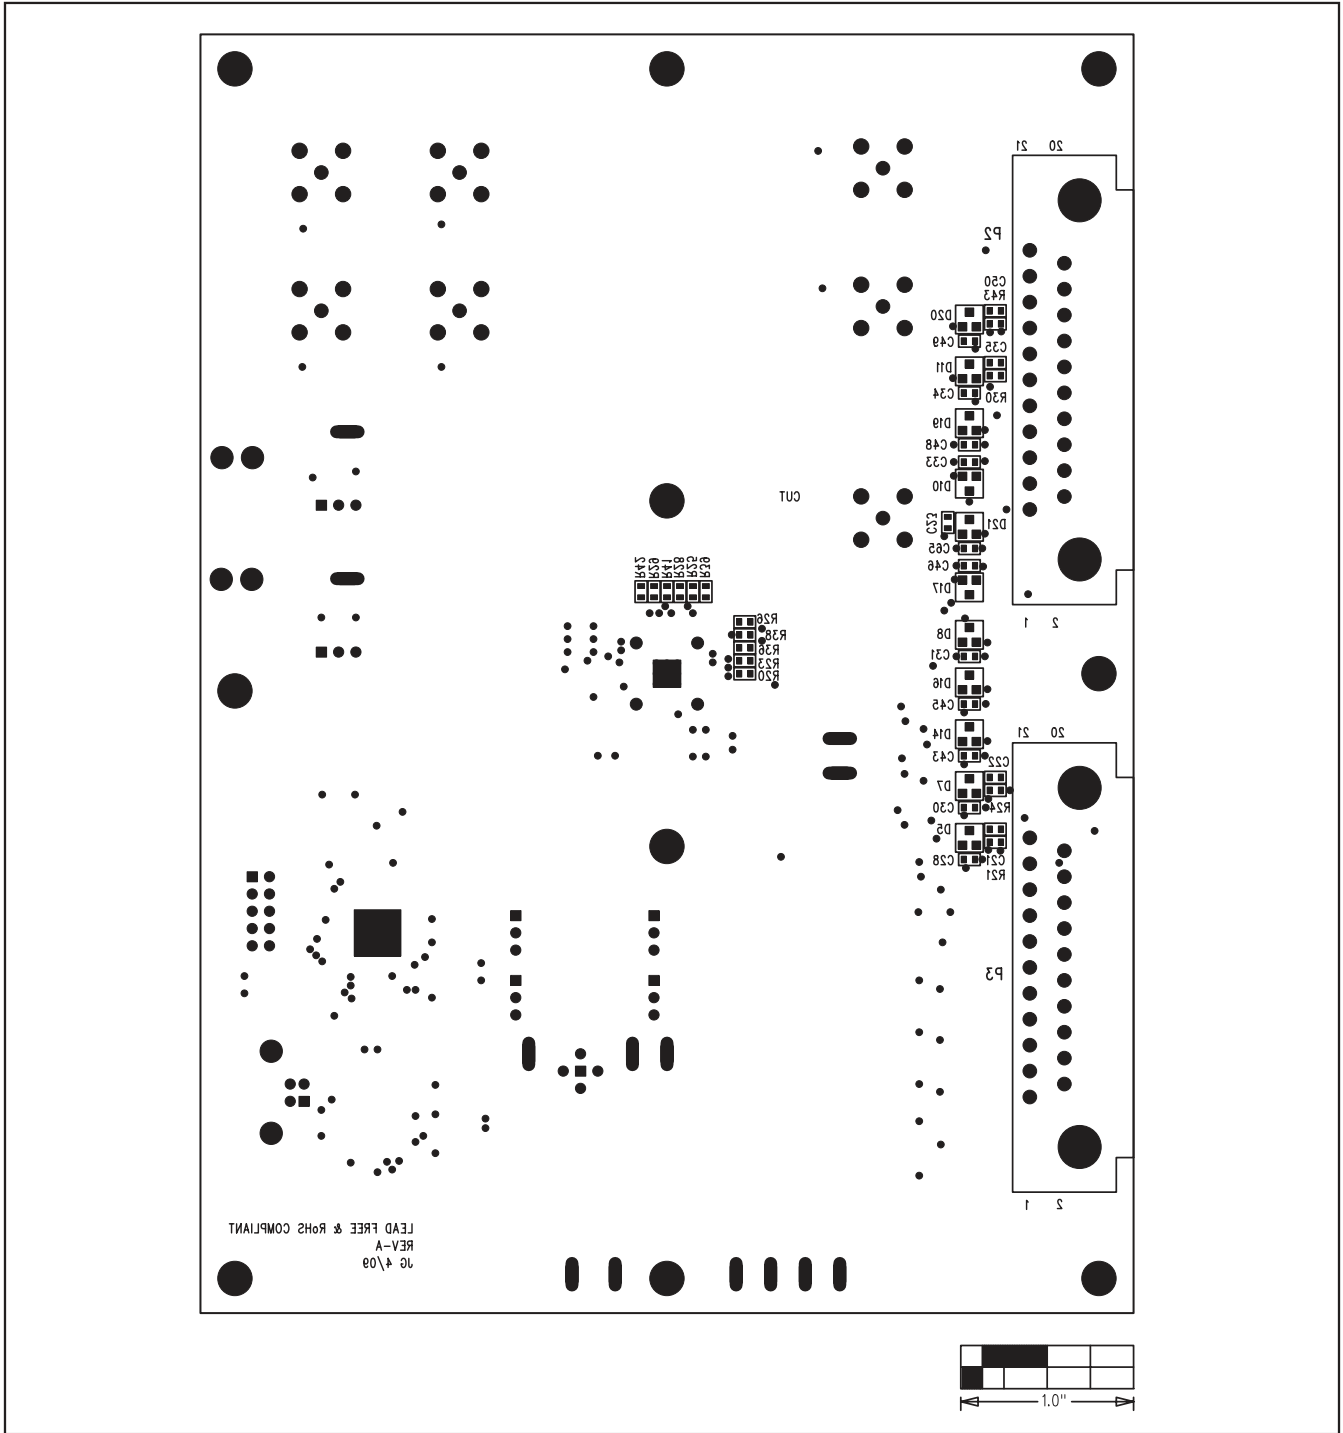 21 20
P2
C50
R43
D20
C49
C35
D11
C34
R30
D19
C48
C33
D10
CUT
C23
D21
C65
C46
D17
R42 R29 R41 R28 R25 R39
R26
R38
R36
R23
R20
1 2
D8
C31
D16
C45
D14
C43
21 20
C22
D7
C30
R24
D5
C28
C21
R21
P3
1 2
LEAD FREE & RoHS COMPLIANT
REV-A
JG 4/09
1.0"